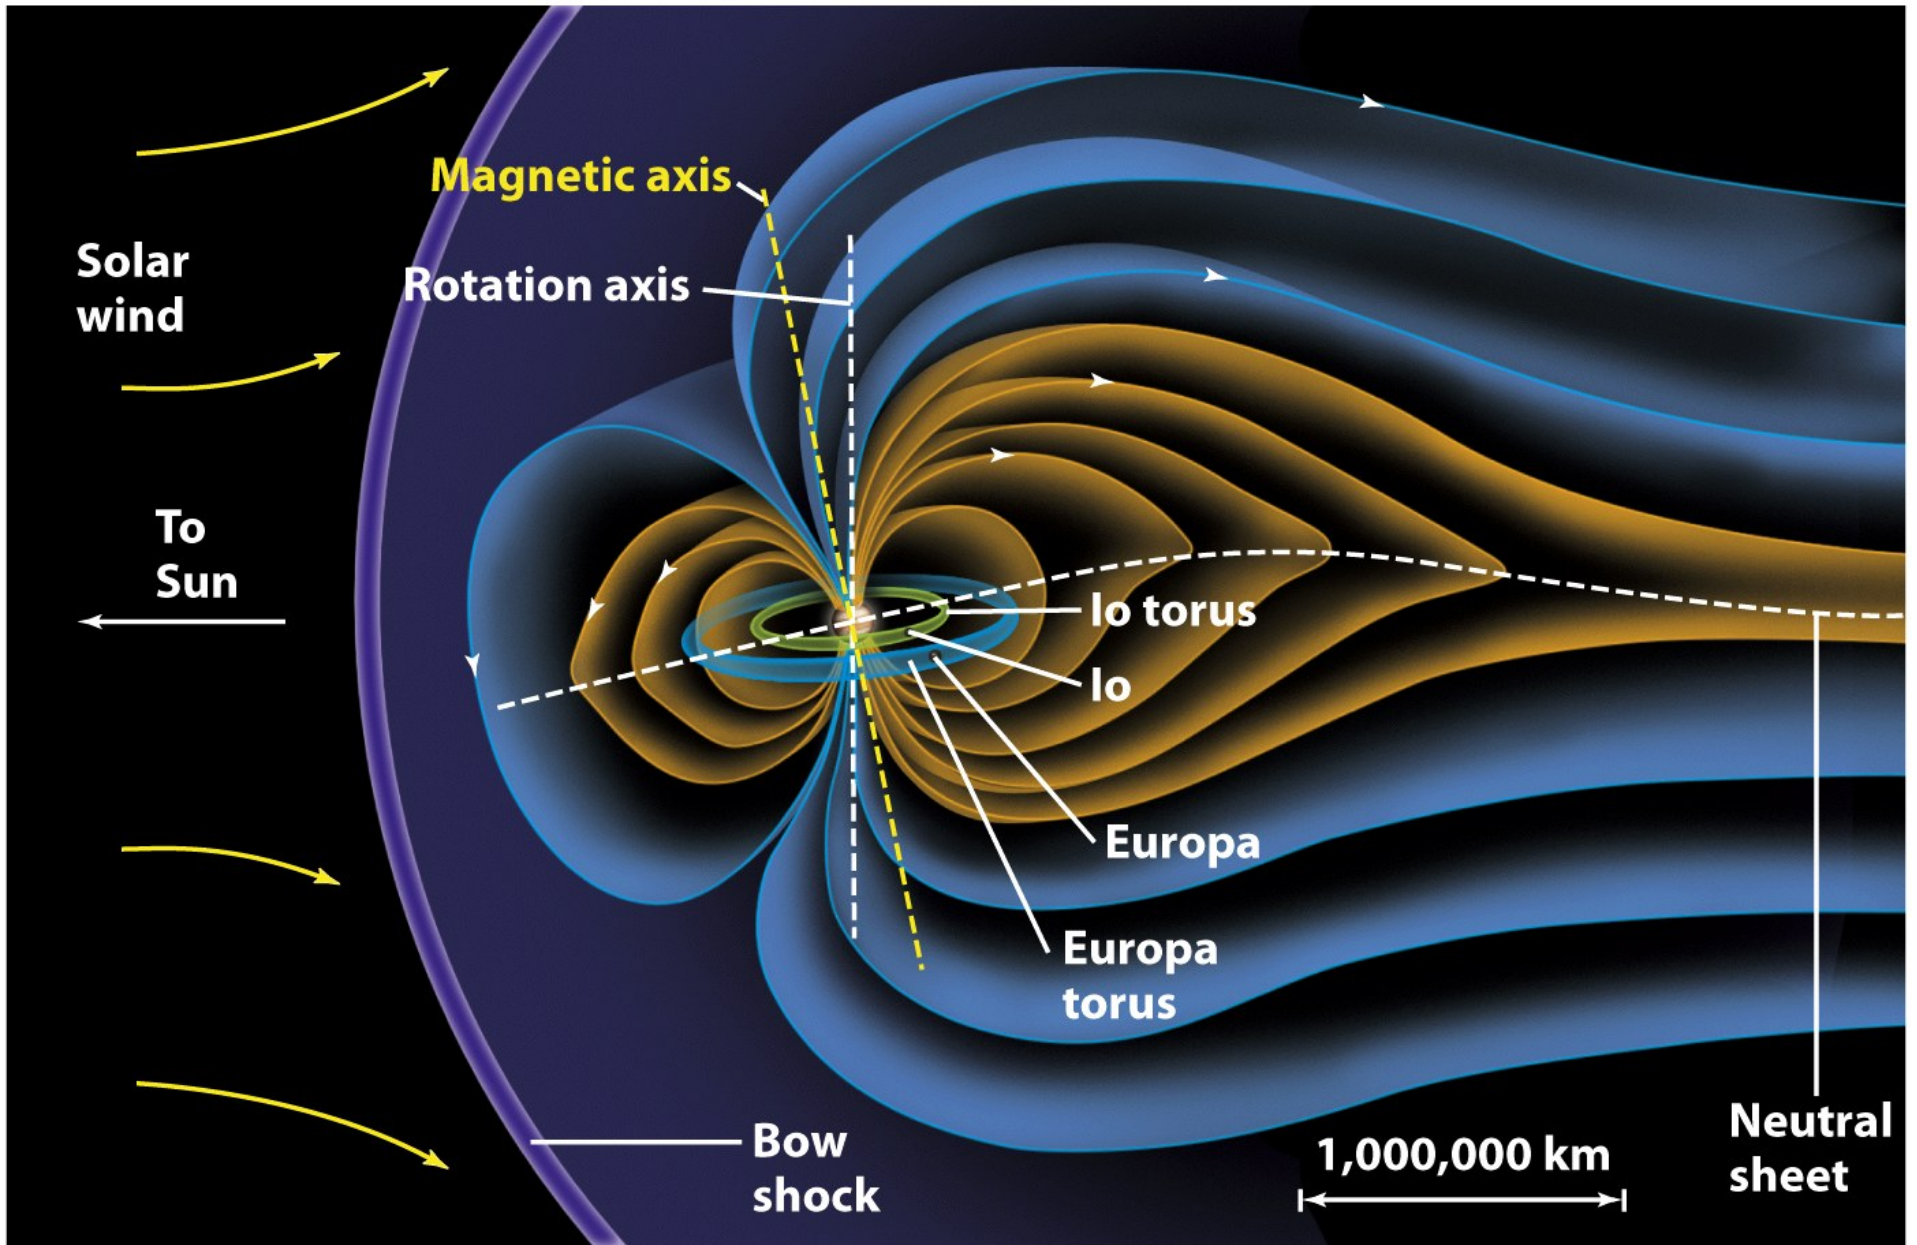 Magnetic axis
Solar
wind
Rotation axis
To
Sun
Io torus
Io
Europa
Europa
torus
Bow
shock
1,000,000 km
Neutral
sheet